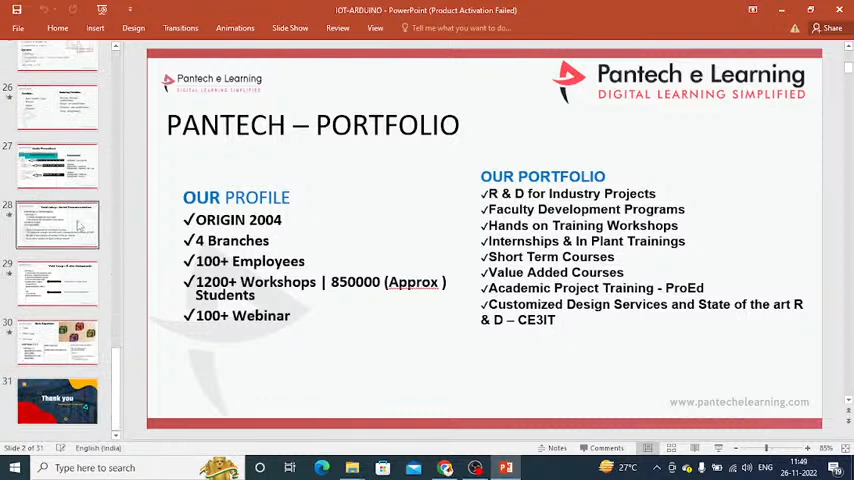 IOT-ARDUINO - PowerPoint (Product Activation Failed)
File Home Insert Design Transitions Animations Slide Show Review View Tell me what you want to do... Share
26
27
28
29
30
31
Thank you
Pantech e Learning
DIGITAL LEARNING SIMPLIFIED
Pantech e Learning
DIGITAL LEARNING SIMPLIFIED
PANTECH – PORTFOLIO
OUR PROFILE
✓ORIGIN 2004
✓4 Branches
✓100+ Employees
✓1200+ Workshops | 850000 (Approx )
Students
✓100+ Webinar
OUR PORTFOLIO
✓R & D for Industry Projects
✓Faculty Development Programs
✓Hands on Training Workshops
✓Internships & In Plant Trainings
✓Short Term Courses
✓Value Added Courses
✓Academic Project Training - ProEd
✓Customized Design Services and State of the art R
& D – CE3IT
www.pantechelearning.com
Slide 2 of 31 English (India) Notes Comments 85%
Type here to search 27°C ENG 11:49
26-11-2022